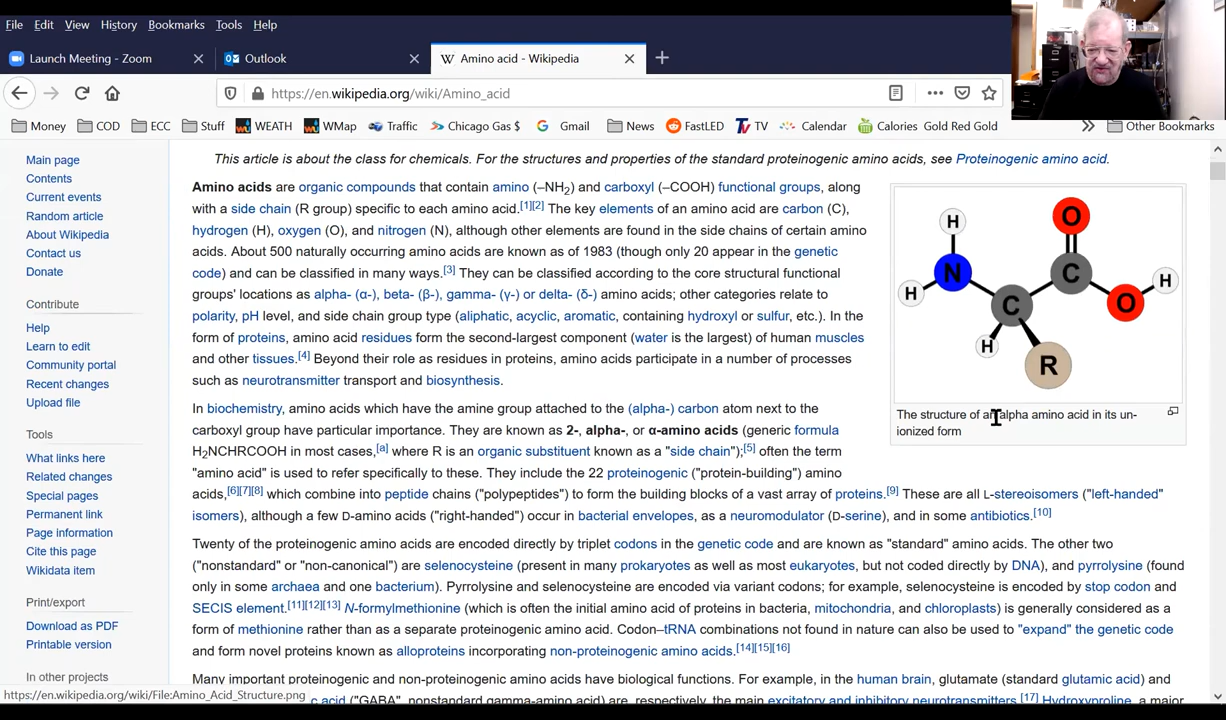 File Edit View History Bookmarks Tools Help
Launch Meeting - Zoom
Outlook
W Amino acid - Wikipedia
https://en.wikipedia.org/wiki/Amino_acid
Money COD ECC Stuff WEATH WMap Traffic Chicago Gas $ Gmail News FastLED TV Calendar Calories Gold Red Gold Other Bookmarks
Main page
Contents
Current events
Random article
About Wikipedia
Contact us
Donate
Contribute
Help
Learn to edit
Community portal
Recent changes
Upload file
Tools
What links here
Related changes
Special pages
Permanent link
Page information
Cite this page
Wikidata item
Print/export
Download as PDF
Printable version
In other projects
This article is about the class for chemicals. For the structures and properties of the standard proteinogenic amino acids, see Proteinogenic amino acid.
Amino acids are organic compounds that contain amino (–NH2) and carboxyl (–COOH) functional groups, along
with a side chain (R group) specific to each amino acid.[1][2] The key elements of an amino acid are carbon (C),
hydrogen (H), oxygen (O), and nitrogen (N), although other elements are found in the side chains of certain amino
acids. About 500 naturally occurring amino acids are known as of 1983 (though only 20 appear in the genetic
code) and can be classified in many ways.[3] They can be classified according to the core structural functional
groups' locations as alpha- (α-), beta- (β-), gamma- (γ-) or delta- (δ-) amino acids; other categories relate to
polarity, pH level, and side chain group type (aliphatic, acyclic, aromatic, containing hydroxyl or sulfur, etc.). In the
form of proteins, amino acid residues form the second-largest component (water is the largest) of human muscles
and other tissues.[4] Beyond their role as residues in proteins, amino acids participate in a number of processes
such as neurotransmitter transport and biosynthesis.
H O
H N C C O H
H R
The structure of an alpha amino acid in its un-
ionized form
In biochemistry, amino acids which have the amine group attached to the (alpha-) carbon atom next to the
carboxyl group have particular importance. They are known as 2-, alpha-, or α-amino acids (generic formula
H2NCHRCOOH in most cases,[a] where R is an organic substituent known as a "side chain");[5] often the term
"amino acid" is used to refer specifically to these. They include the 22 proteinogenic ("protein-building") amino
acids,[6][7][8] which combine into peptide chains ("polypeptides") to form the building blocks of a vast array of proteins.[9] These are all L-stereoisomers ("left-handed"
isomers), although a few D-amino acids ("right-handed") occur in bacterial envelopes, as a neuromodulator (D-serine), and in some antibiotics.[10]
Twenty of the proteinogenic amino acids are encoded directly by triplet codons in the genetic code and are known as "standard" amino acids. The other two
("nonstandard" or "non-canonical") are selenocysteine (present in many prokaryotes as well as most eukaryotes, but not coded directly by DNA), and pyrrolysine (found
only in some archaea and one bacterium). Pyrrolysine and selenocysteine are encoded via variant codons; for example, selenocysteine is encoded by stop codon and
SECIS element.[11][12][13] N-formylmethionine (which is often the initial amino acid of proteins in bacteria, mitochondria, and chloroplasts) is generally considered as a
form of methionine rather than as a separate proteinogenic amino acid. Codon–tRNA combinations not found in nature can also be used to "expand" the genetic code
and form novel proteins known as alloproteins incorporating non-proteinogenic amino acids.[14][15][16]
Many important proteinogenic and non-proteinogenic amino acids have biological functions. For example, in the human brain, glutamate (standard glutamic acid) and
acid ("GABA", nonstandard gamma-amino acid) are, respectively, the main excitatory and inhibitory neurotransmitters.[17] Hydroxyproline, a major
https://en.wikipedia.org/wiki/File:Amino_Acid_Structure.png